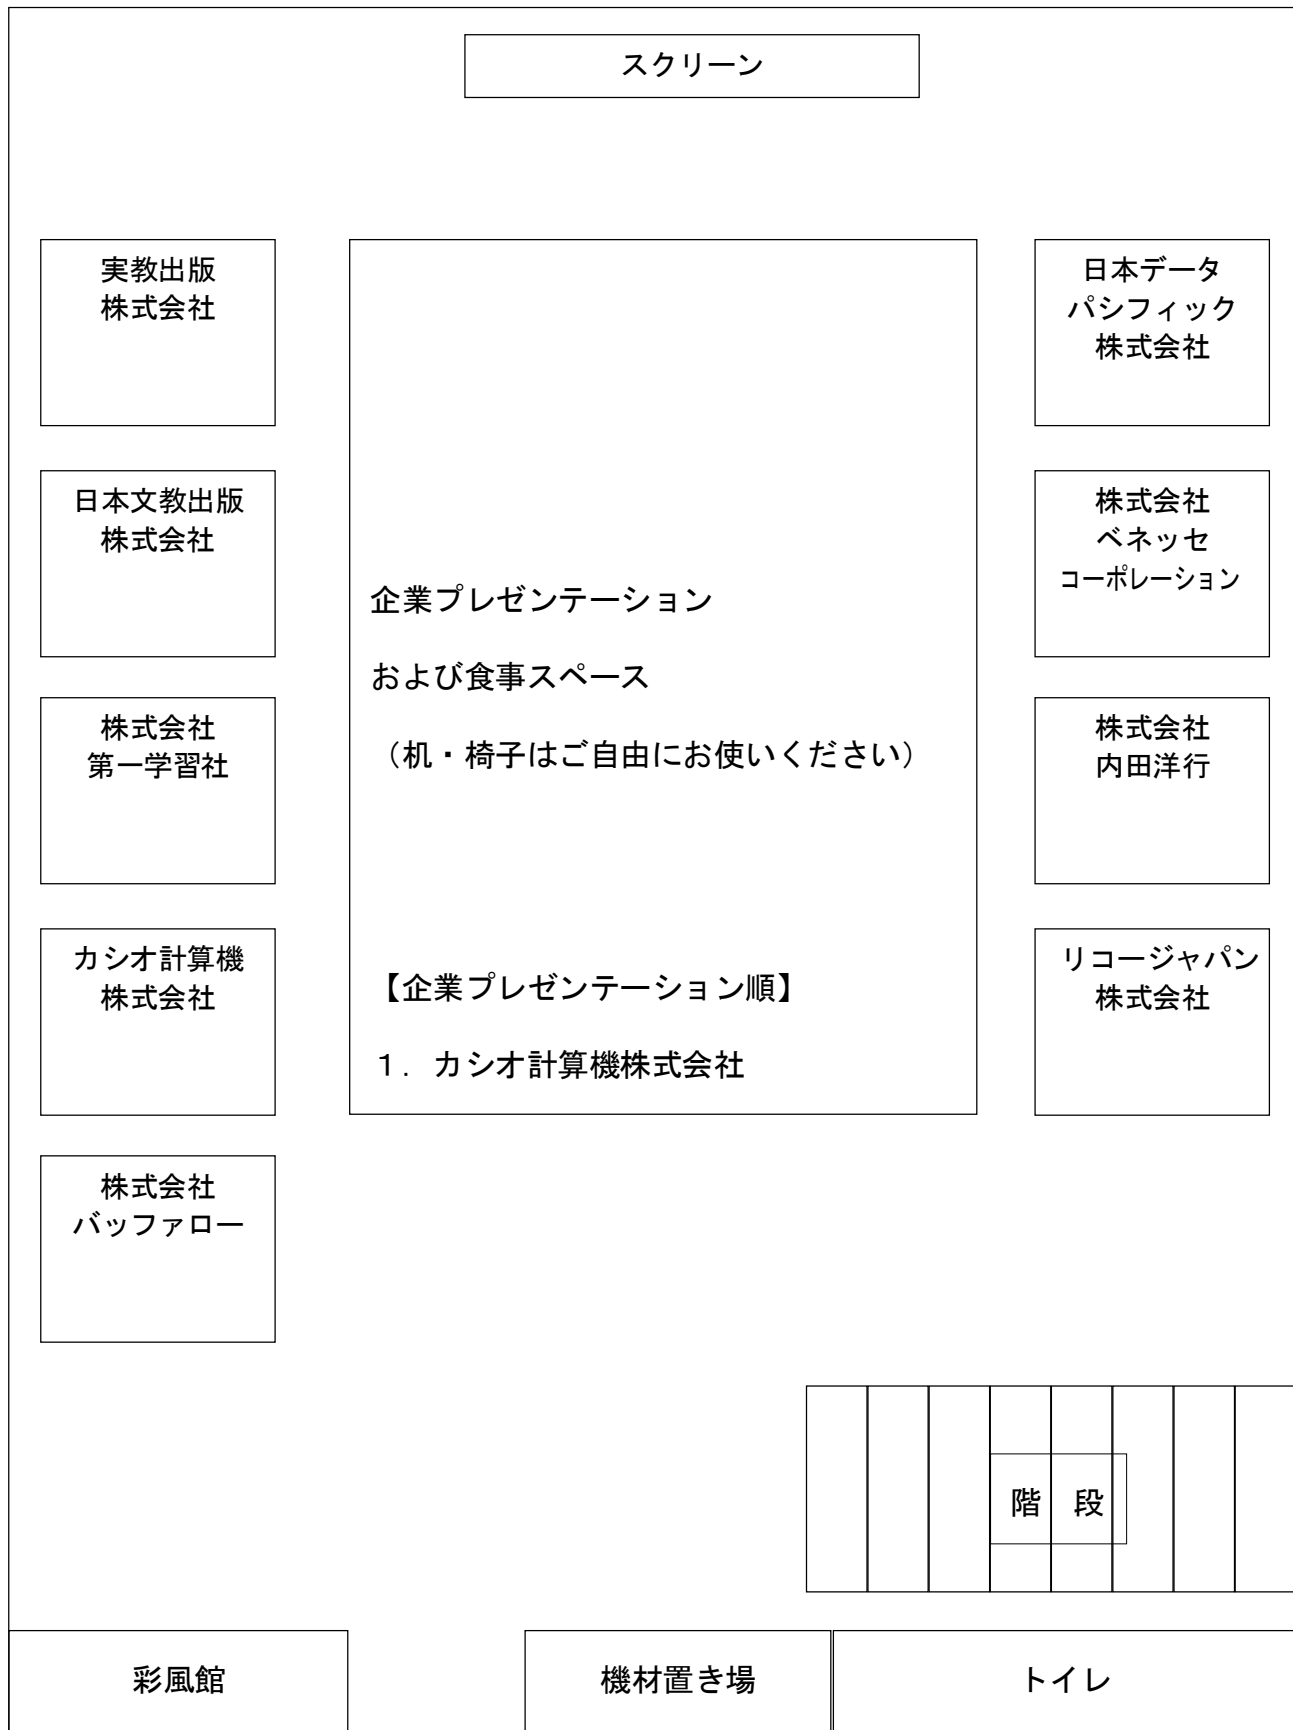 スクリーン
実教出版
株式会社
日本文教出版
株式会社
株式会社
第一学習社
カシオ計算機
株式会社
株式会社
バッファロー
企業プレゼンテーション
および食事スペース
（机・椅子はご自由にお使いください）
【企業プレゼンテーション順】
１．カシオ計算機株式会社
日本データ
パシフィック
株式会社
株式会社
ベネッセ
コーポレーション
株式会社
内田洋行
リコージャパン
株式会社
階　段
彩風館
機材置き場
トイレ